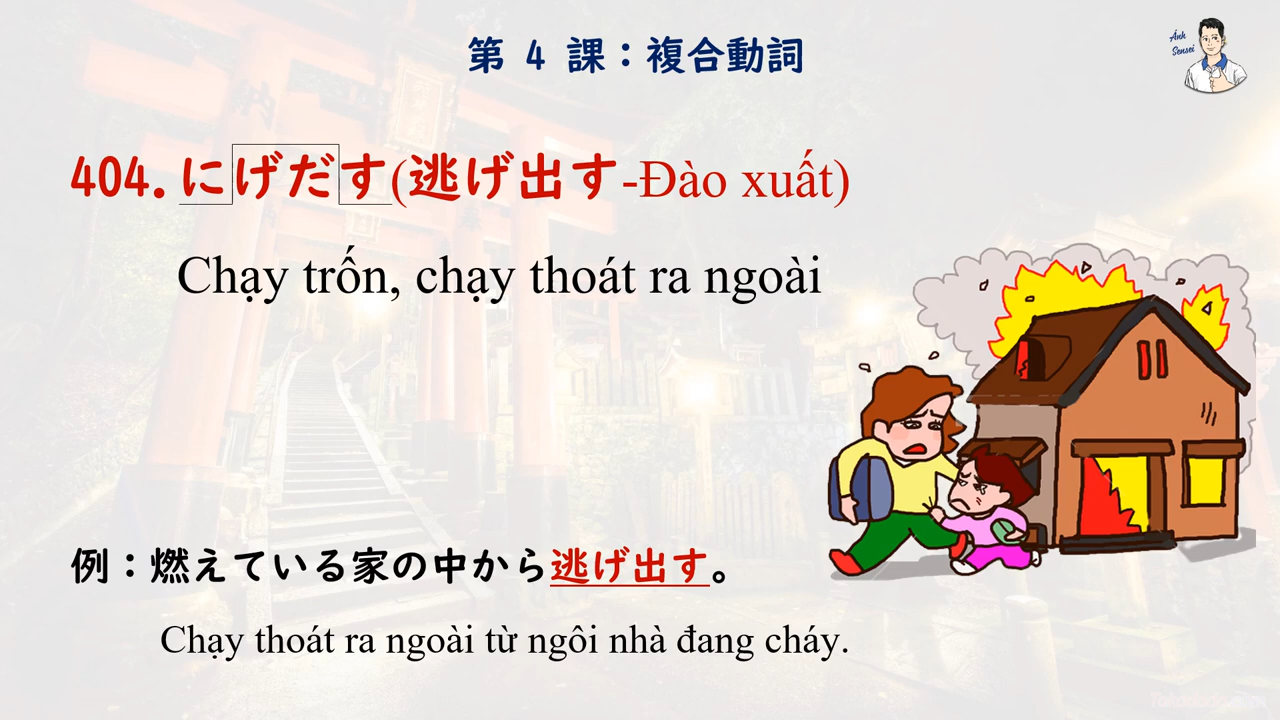 第 4 課：複合動詞
Anh
Sensei
404. にげだす(逃げ出す-Đào xuất)
Chạy trốn, chạy thoát ra ngoài
例：燃えている家の中から逃げ出す。
Chạy thoát ra ngoài từ ngôi nhà đang cháy.